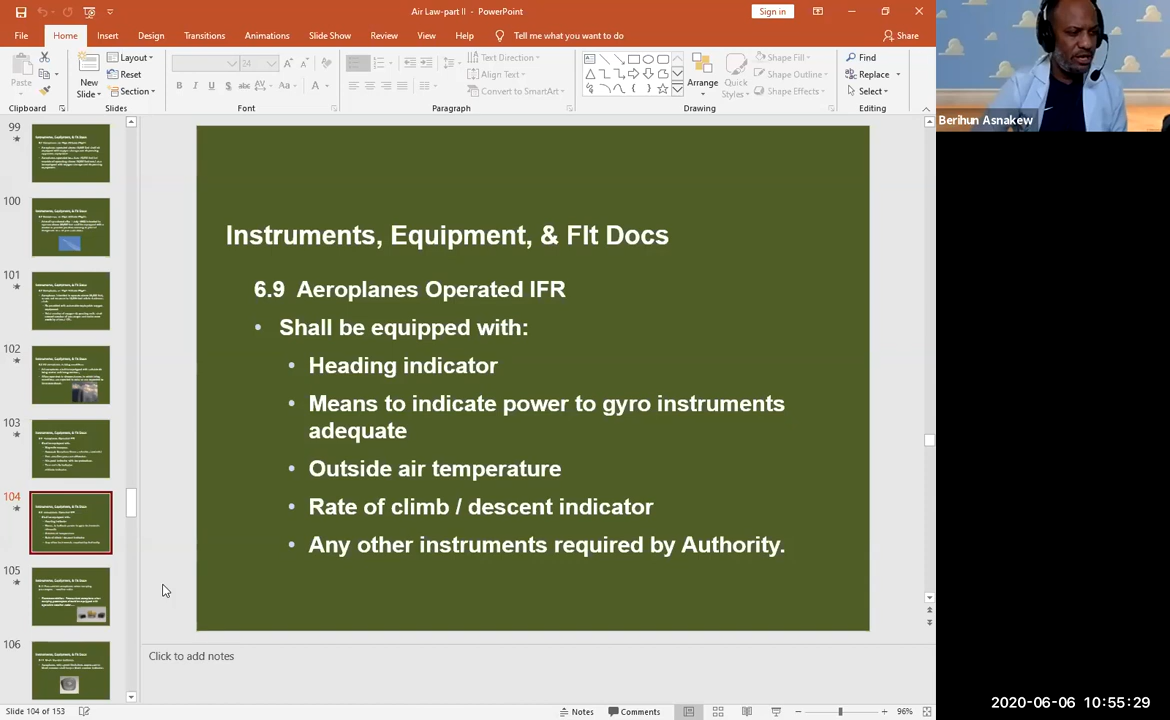 Air Law-part II - PowerPoint
Sign in
File Home Insert Design Transitions Animations Slide Show Review View Help Tell me what you want to do Share
Paste
Clipboard
New Slide
Layout
Reset
Section
Slides
24
B I U S abc AV Aa A
Font
Paragraph
Text Direction
Align Text
Convert to SmartArt
Arrange
Quick Styles
Shape Fill
Shape Outline
Shape Effects
Drawing
Find
Replace
Select
Editing
Berihun Asnakew
99
100
101
102
103
104
105
106
Instruments, Equipment, & Flt Docs
6.9 Aeroplanes Operated IFR
• Shall be equipped with:
• Heading indicator
• Means to indicate power to gyro instruments
adequate
• Outside air temperature
• Rate of climb / descent indicator
• Any other instruments required by Authority.
Click to add notes
Slide 104 of 153
Notes
Comments
96%
2020-06-06 10:55:29